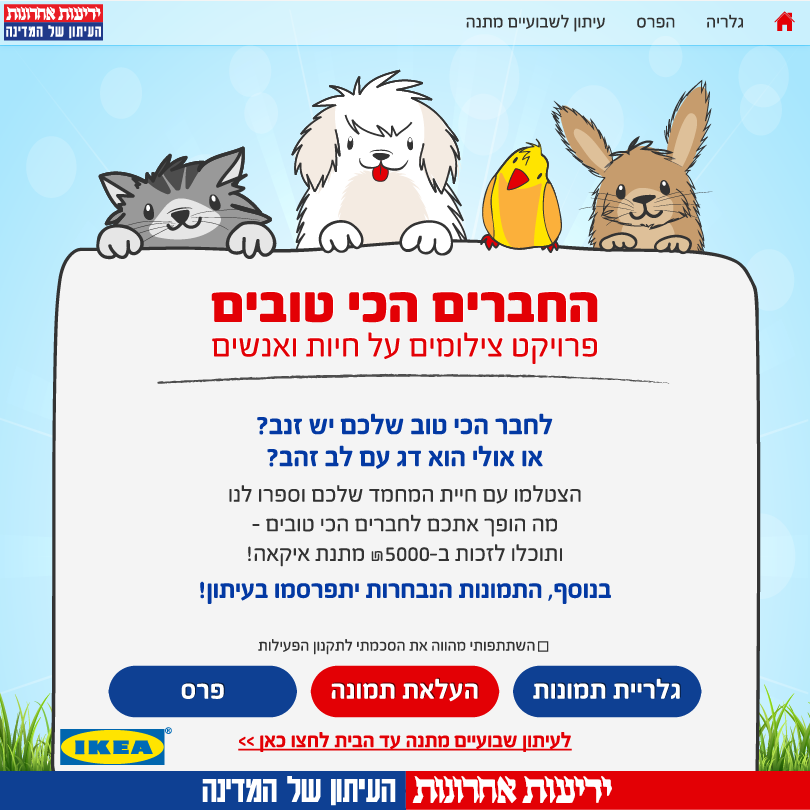 ידיעות אחרונות
העיתון של המדינה
גלריה
הפרס
עיתון לשבועיים מתנה
החברים הכי טובים
פרויקט צילומים על חיות ואנשים
לחבר הכי טוב שלכם יש זנב?
או אולי הוא דג עם לב זהב?
הצטלמו עם חיית המחמד שלכם וספרו לנו
מה הופך אתכם לחברים הכי טובים -
ותוכלו לזכות ב-5000₪ מתנת איקאה!
בנוסף, התמונות הנבחרות יתפרסמו בעיתון!
השתתפותי מהווה את הסכמתי לתקנון הפעילות
גלריית תמונות
העלאת תמונה
פרס
לעיתון שבועיים מתנה עד הבית לחצו כאן >>
IKEA®
ידיעות אחרונות העיתון של המדינה